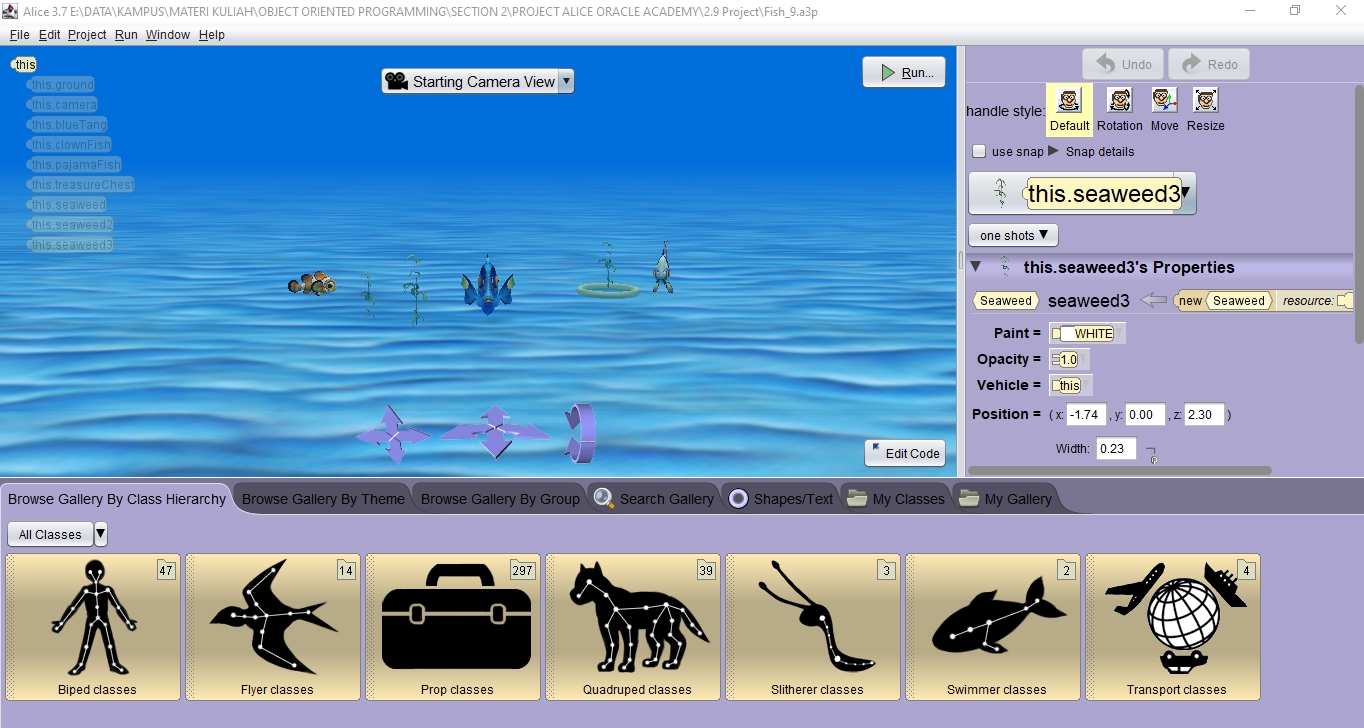 Alice 3.7 E:\DATA\KAMPUS\MATERI KULIAH\OBJECT ORIENTED PROGRAMMING\SECTION 2\PROJECT ALICE ORACLE ACADEMY\2.9 Project\Fish_9.a3p
File Edit Project Run Window Help
this
this.ground
this.camera
this.blueTang
this.clownFish
this.pajamaFish
this.treasureChest
this.seaweed
this.seaweed2
this.seaweed3
Starting Camera View
Run...
Edit Code
Undo Redo
handle style:
Default Rotation Move Resize
use snap Snap details
this.seaweed3
one shots
this.seaweed3's Properties
Seaweed seaweed3 new Seaweed resource:
Paint = WHITE
Opacity = 1.0
Vehicle = this
Position = (x: -1.74 , y: 0.00 , z: 2.30 )
Width: 0.23
Browse Gallery By Class Hierarchy Browse Gallery By Theme Browse Gallery By Group Search Gallery Shapes/Text My Classes My Gallery
All Classes
47 14 297 39 3 2 4
Biped classes Flyer classes Prop classes Quadruped classes Slitherer classes Swimmer classes Transport classes